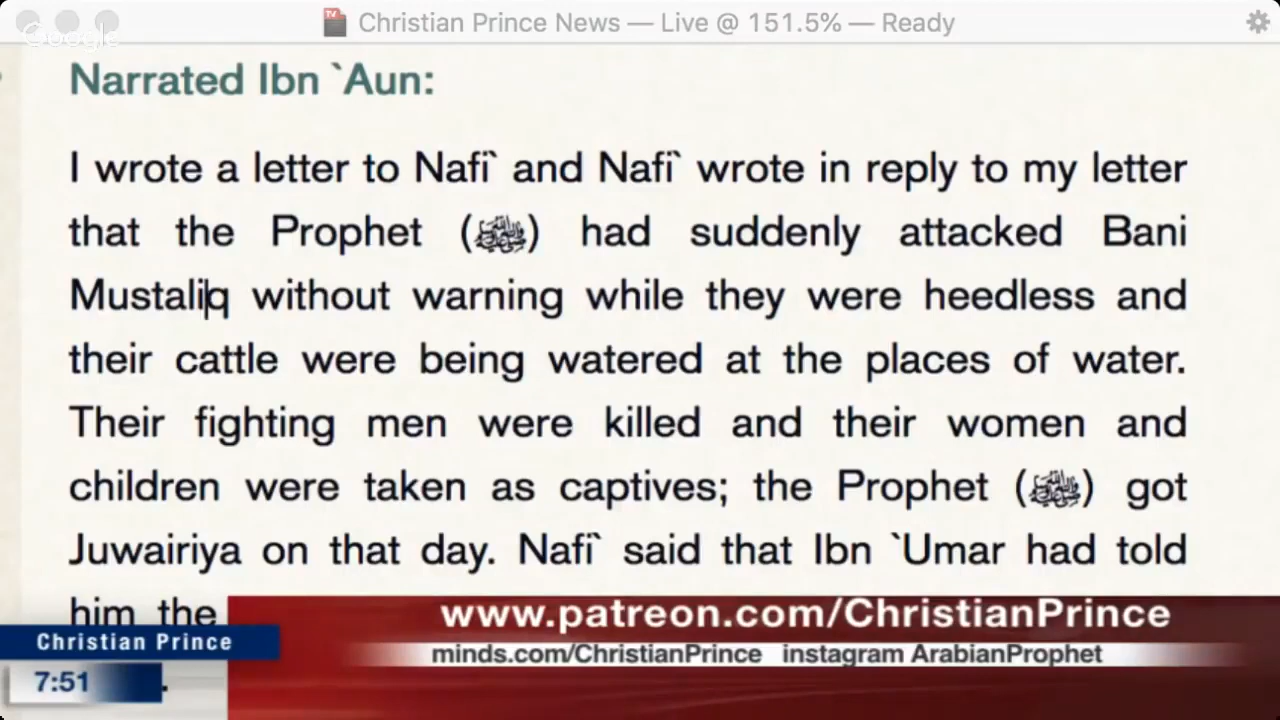 Christian Prince News — Live @ 151.5% — Ready
Google
Narrated Ibn `Aun:
I wrote a letter to Nafi` and Nafi` wrote in reply to my letter
that the Prophet (ﷺ) had suddenly attacked Bani
Mustaliq without warning while they were heedless and
their cattle were being watered at the places of water.
Their fighting men were killed and their women and
children were taken as captives; the Prophet (ﷺ) got
Juwairiya on that day. Nafi` said that Ibn `Umar had told
him the
www.patreon.com/ChristianPrince
Christian Prince
minds.com/ChristianPrince instagram ArabianProphet
7:51